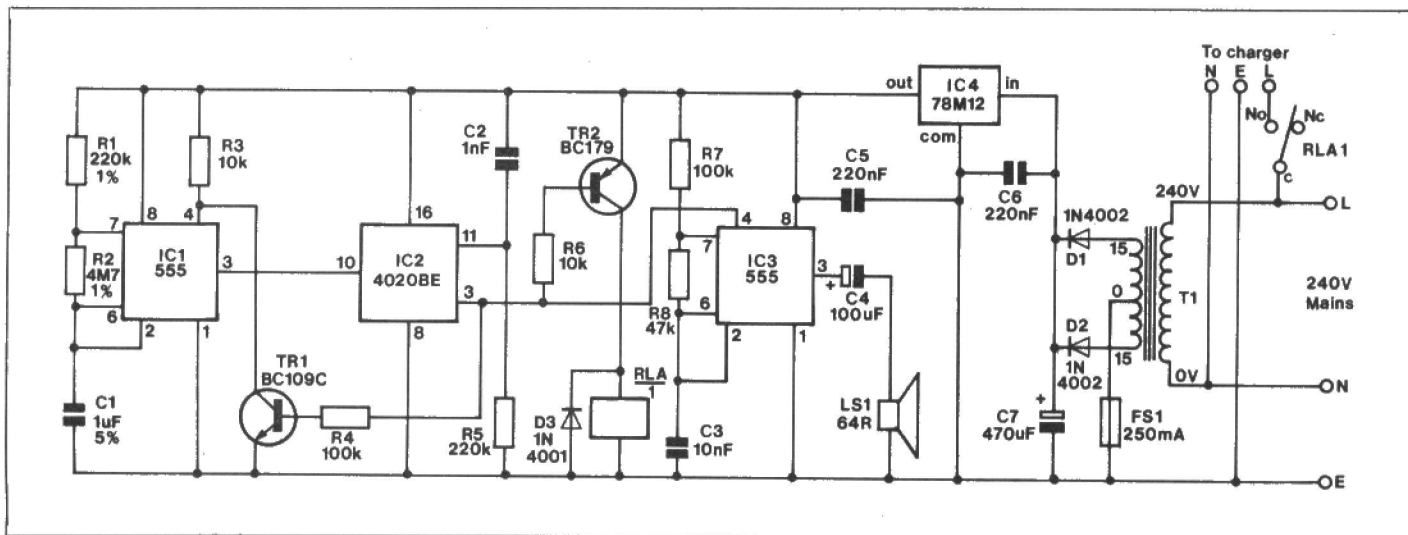 To charger
N E L
No
Nc
RLA1
C
out
IC4
78M12
in
com
R1
220k
1%
R3
10k
C2
1nF
TR2
BC179
R7
100k
C5
220nF
C6
220nF
1N4002
D1
240V
L
7
8
4
16
11
R2
4M7
1%
IC1
555
3
10
IC2
4020BE
3
R6
10k
4
8
7
IC3
555
3
+
C4
100uF
15
0
T1
240V
Mains
6
2
1
8
R8
47k
6
2
1
D2
1N
4002
15
0V
N
TR1
BC109C
C1
1uF
5%
R4
100k
R5
220k
D3
1N
4001
RLA
1
C3
10nF
LS1
64R
+
C7
470uF
FS1
250mA
E